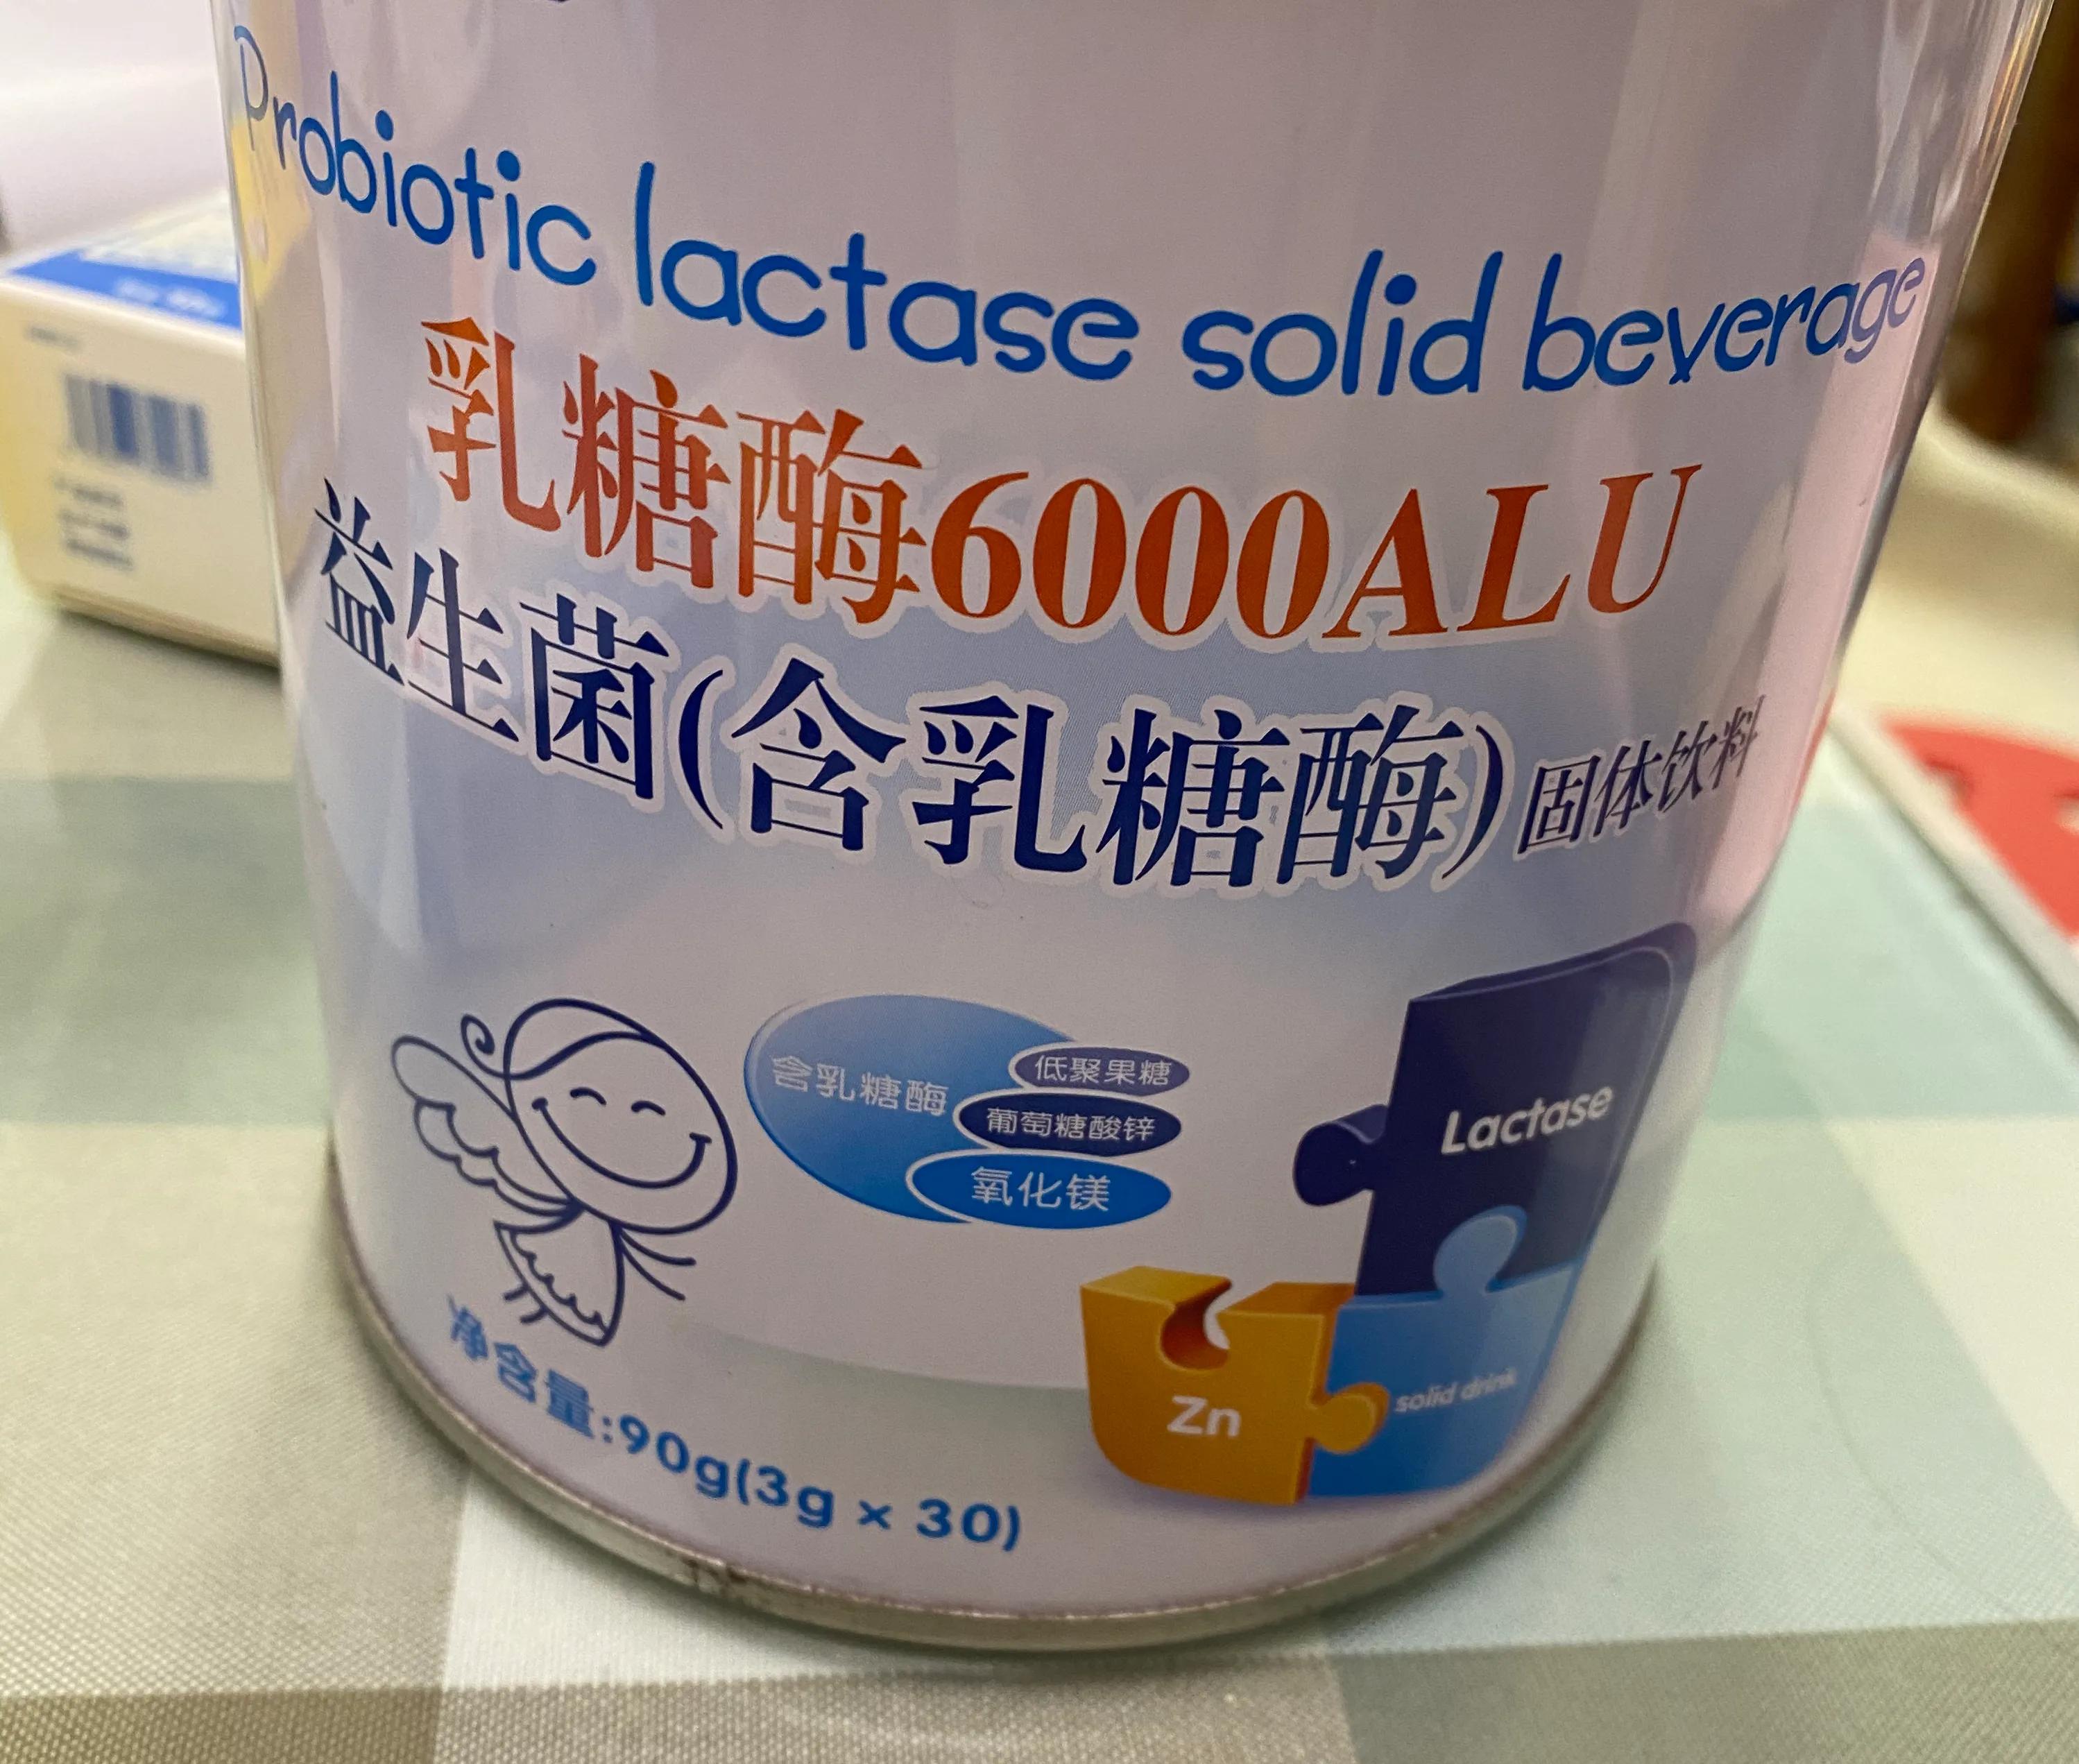 Probiotic lactase solid beverage
乳糖酶6000ALU
益生菌(含乳糖酶)固体饮料
含乳糖酶
低聚果糖
葡萄糖酸锌
氧化镁
Lactase
Zn
solid drink
净含量:90g(3g × 30)